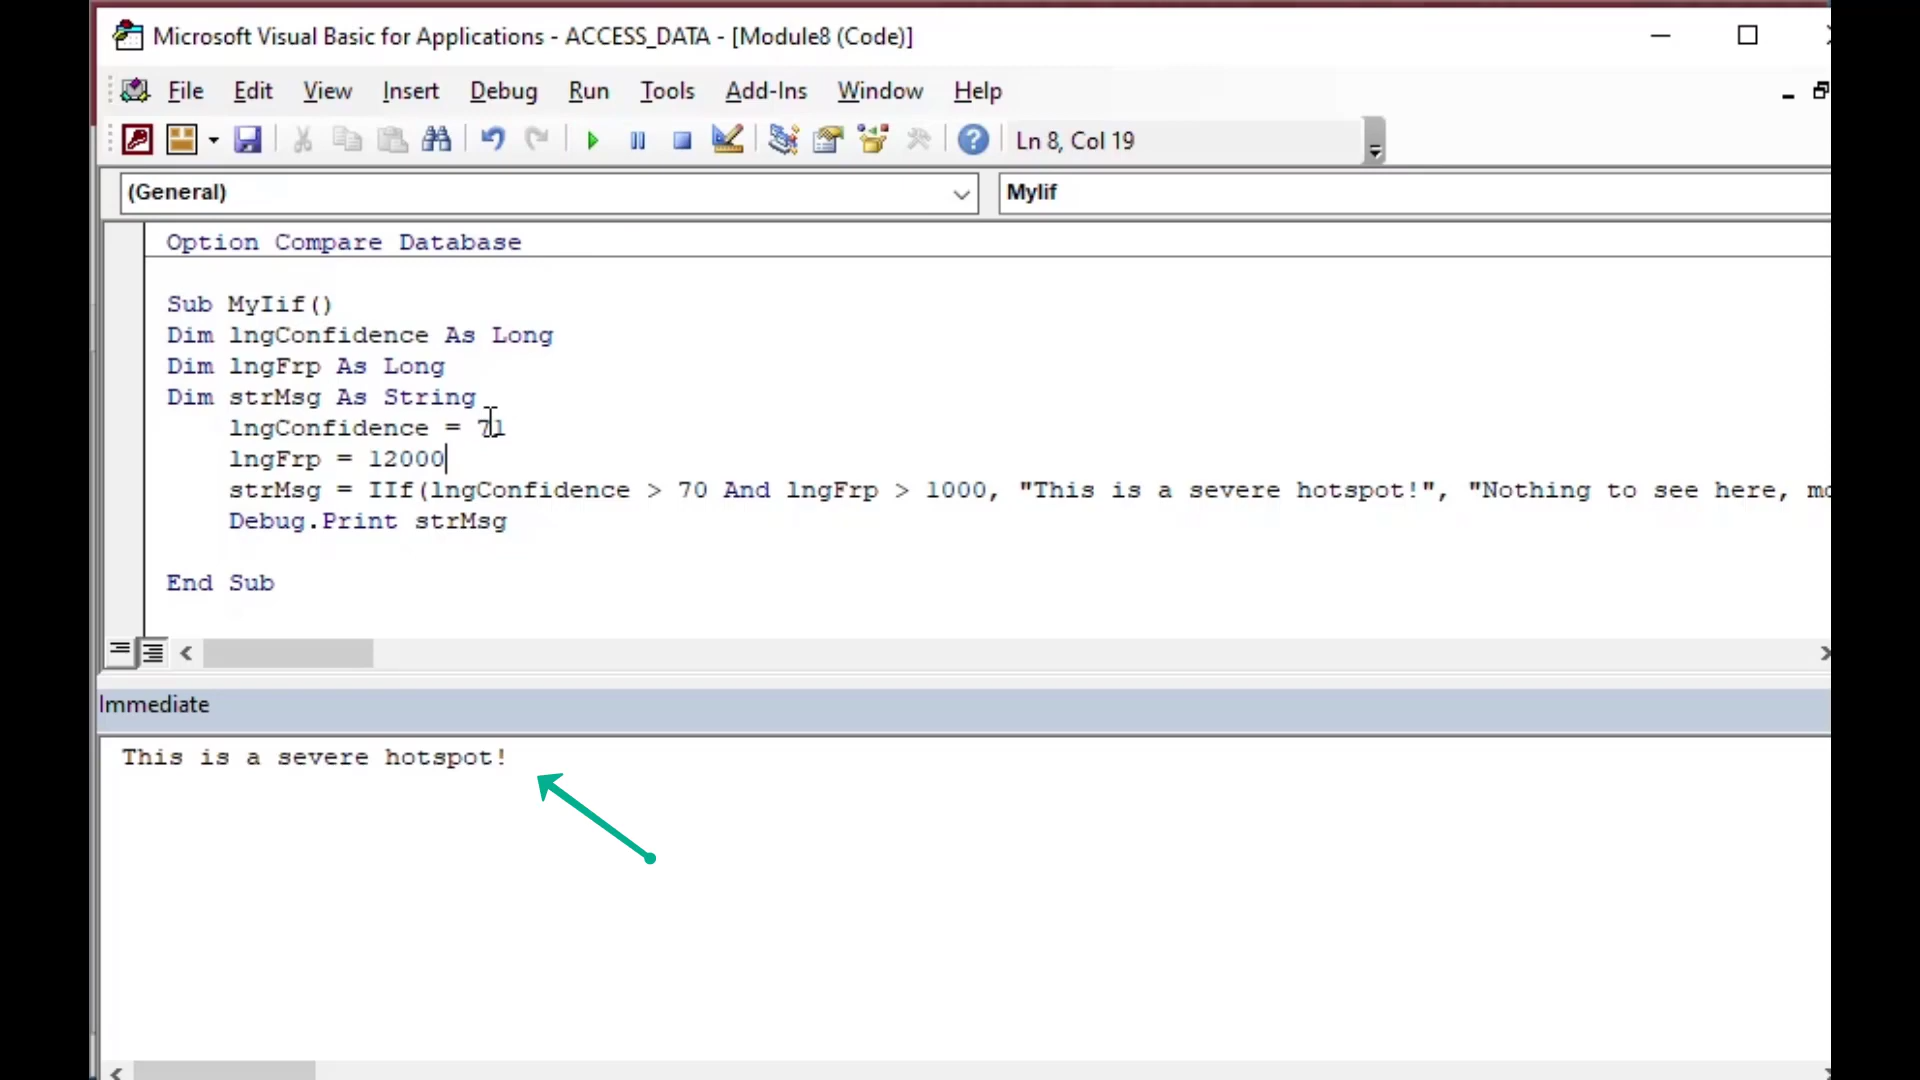 Microsoft Visual Basic for Applications - ACCESS_DATA - [Module8 (Code)]
File Edit View Insert Debug Run Tools Add-Ins Window Help
Ln 8, Col 19
(General) MyIif
Option Compare Database
Sub MyIif()
Dim lngConfidence As Long
Dim lngFrp As Long
Dim strMsg As String
lngConfidence = 71
lngFrp = 12000
strMsg = IIf(lngConfidence > 70 And lngFrp > 1000, "This is a severe hotspot!", "Nothing to see here,
Debug.Print strMsg
End Sub
Immediate
This is a severe hotspot!